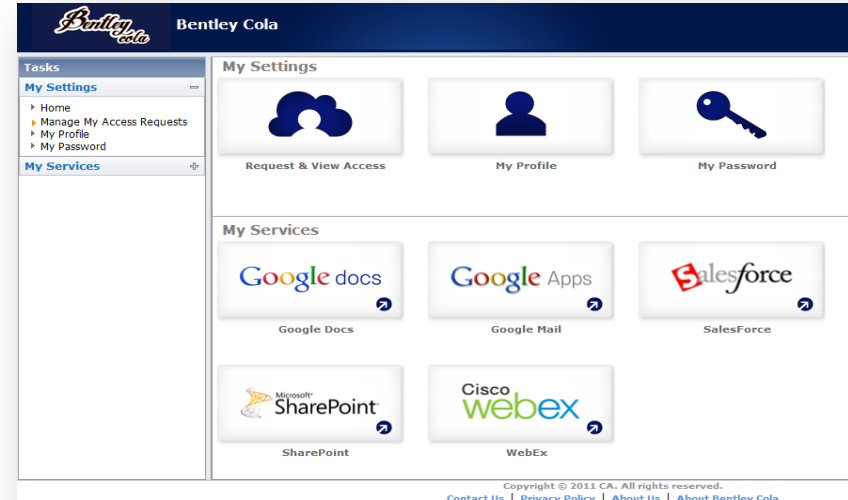 Bentley
Cola
Bentley Cola
Tasks
My Settings
Home
Manage My Access Requests
My Profile
My Password
My Services
My Settings
Request & View Access
My Profile
My Password
My Services
Google docs
Google Apps
Salesforce
Google Docs
Google Mail
SalesForce
Microsoft®
SharePoint
Cisco
webex
SharePoint
WebEx
Copyright © 2011 CA. All rights reserved.
Contact Us | Privacy Policy | About Us | About Bentley Cola